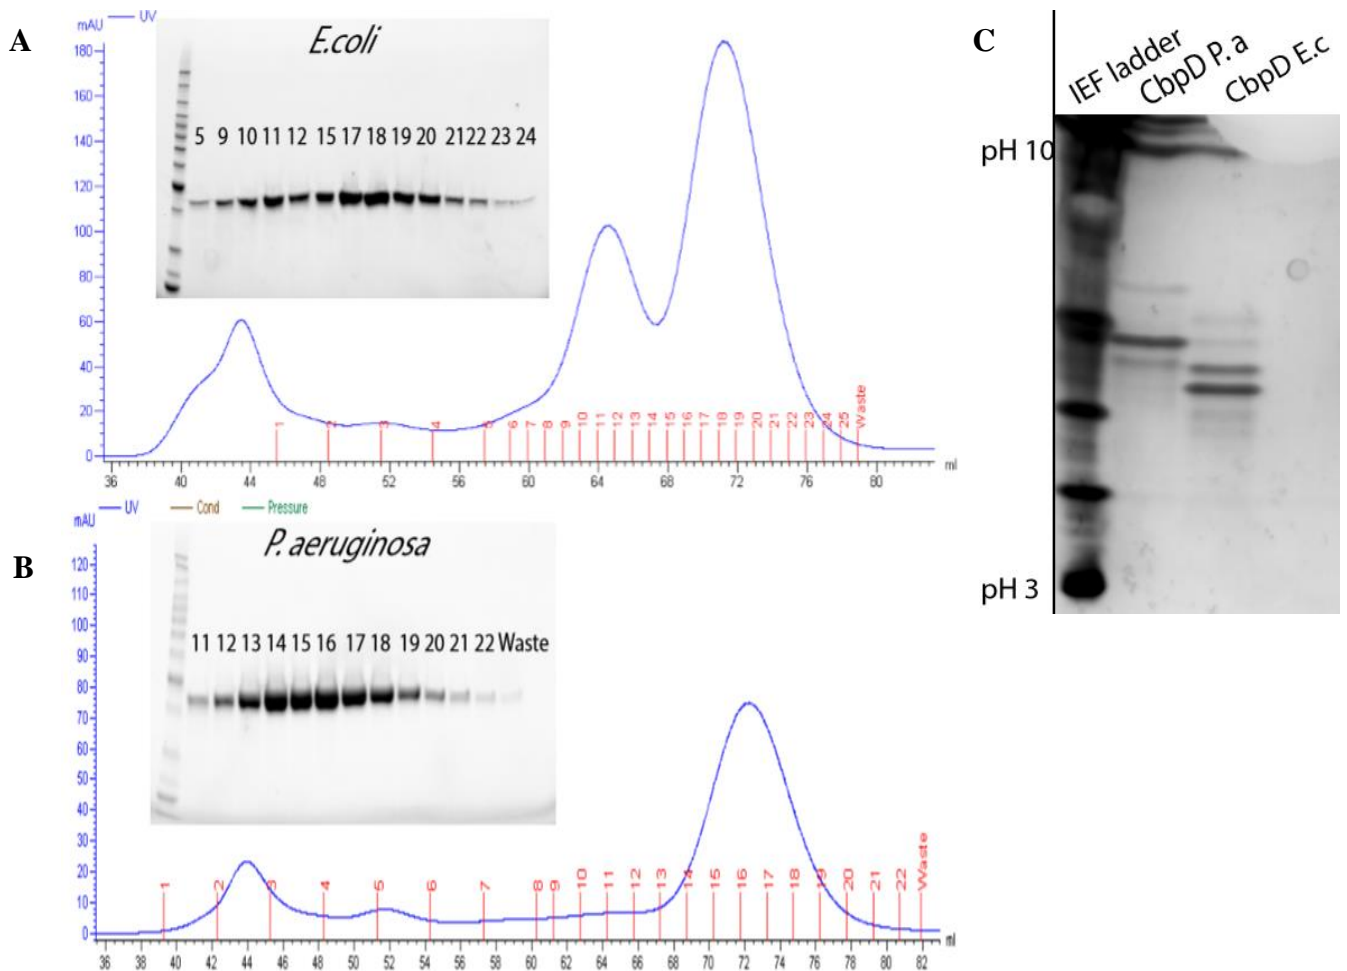 A
mAU
UV
E.coli
5 9 10 11 12 15 17 18 19 20 21 22 23 24
180
160
140
120
100
80
60
40
20
0
1 2 3 4 5 6 7 8 9 10 11 12 13 14 15 16 17 18 19 20 21 22 23 24 25 Waste
36 40 44 48 52 56 60 64 68 72 76 80 ml
B
mAU
UV Cond Pressure
P. aeruginosa
11 12 13 14 15 16 17 18 19 20 21 22 Waste
120
110
100
90
80
70
60
50
40
30
20
10
0
1 2 3 4 5 6 7 8 9 10 11 12 13 14 15 16 17 18 19 20 21 22 Waste
36 38 40 42 44 46 48 50 52 54 56 58 60 62 64 66 68 70 72 74 76 78 80 82 ml
C
IEF ladder
CbpD P. a
CbpD E.c
pH 10
pH 3